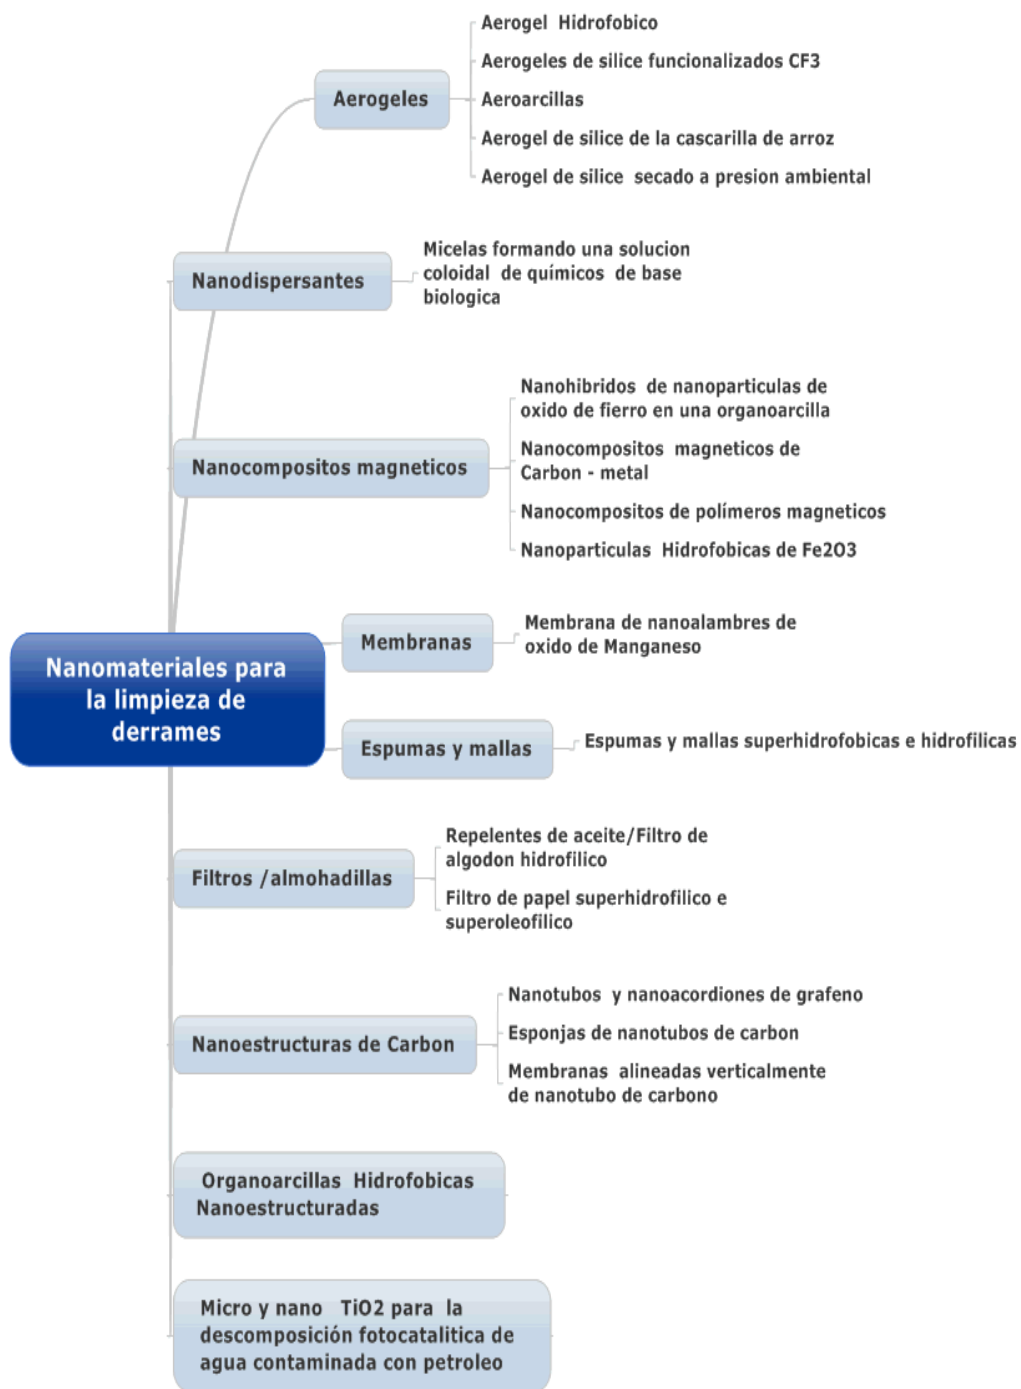 Aerogel Hidrofobico
Aerogeles de silice funcionalizados CF3
Aerogeles
Aeroarcillas
Aerogel de silice de la cascarilla de arroz
Aerogel de silice secado a presion ambiental
Nanodispersantes
Micelas formando una solucion
coloidal de químicos de base
biologica
Nanocompositos magneticos
Nanohibridos de nanoparticulas de
oxido de fierro en una organoarcilla
Nanocompositos magneticos de
Carbon - metal
Nanocompositos de polímeros magneticos
Nanoparticulas Hidrofobicas de Fe2O3
Nanomateriales para
la limpieza de
derrames
Membranas
Membrana de nanoalambres de
oxido de Manganeso
Espumas y mallas
Espumas y mallas superhidrofobicas e hidrofilicas
Filtros /almohadillas
Repelentes de aceite/Filtro de
algodon hidrofilico
Filtro de papel superhidrofilico e
superoleofilico
Nanoestructuras de Carbon
Nanotubos y nanoacordiones de grafeno
Esponjas de nanotubos de carbon
Membranas alineadas verticalmente
de nanotubo de carbono
Organoarcillas Hidrofobicas
Nanoestructuradas
Micro y nano TiO2 para la
descomposición fotocatalitica de
agua contaminada con petroleo